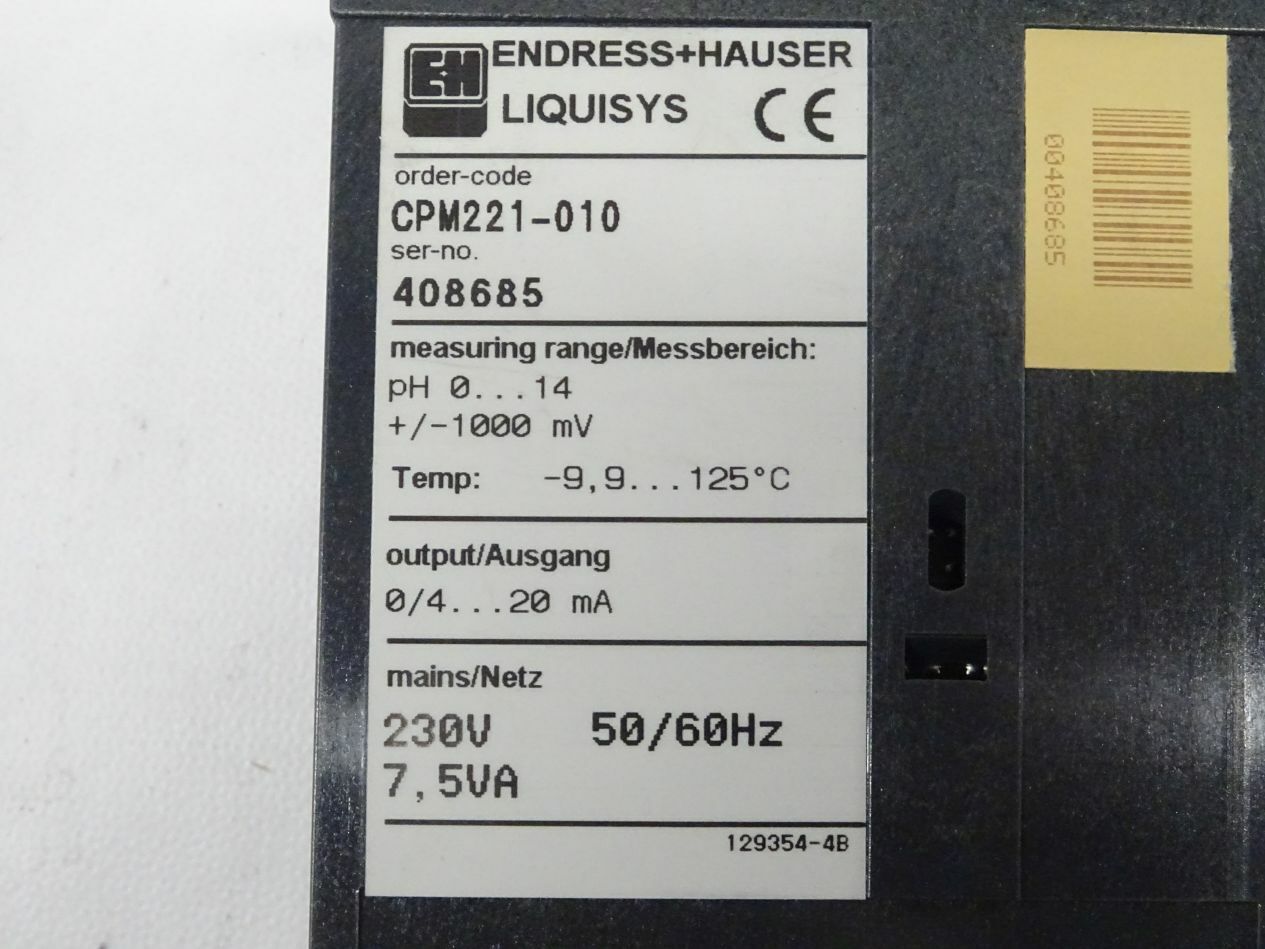 E+H
ENDRESS+HAUSER
LIQUISYS CE
order-code
CPM221-010
ser-no.
408685
measuring range/Messbereich:
pH 0...14
+/-1000 mV
Temp: -9,9...125°C
output/Ausgang
0/4...20 mA
mains/Netz
230V 50/60Hz
7,5VA
129354-4B
00408685